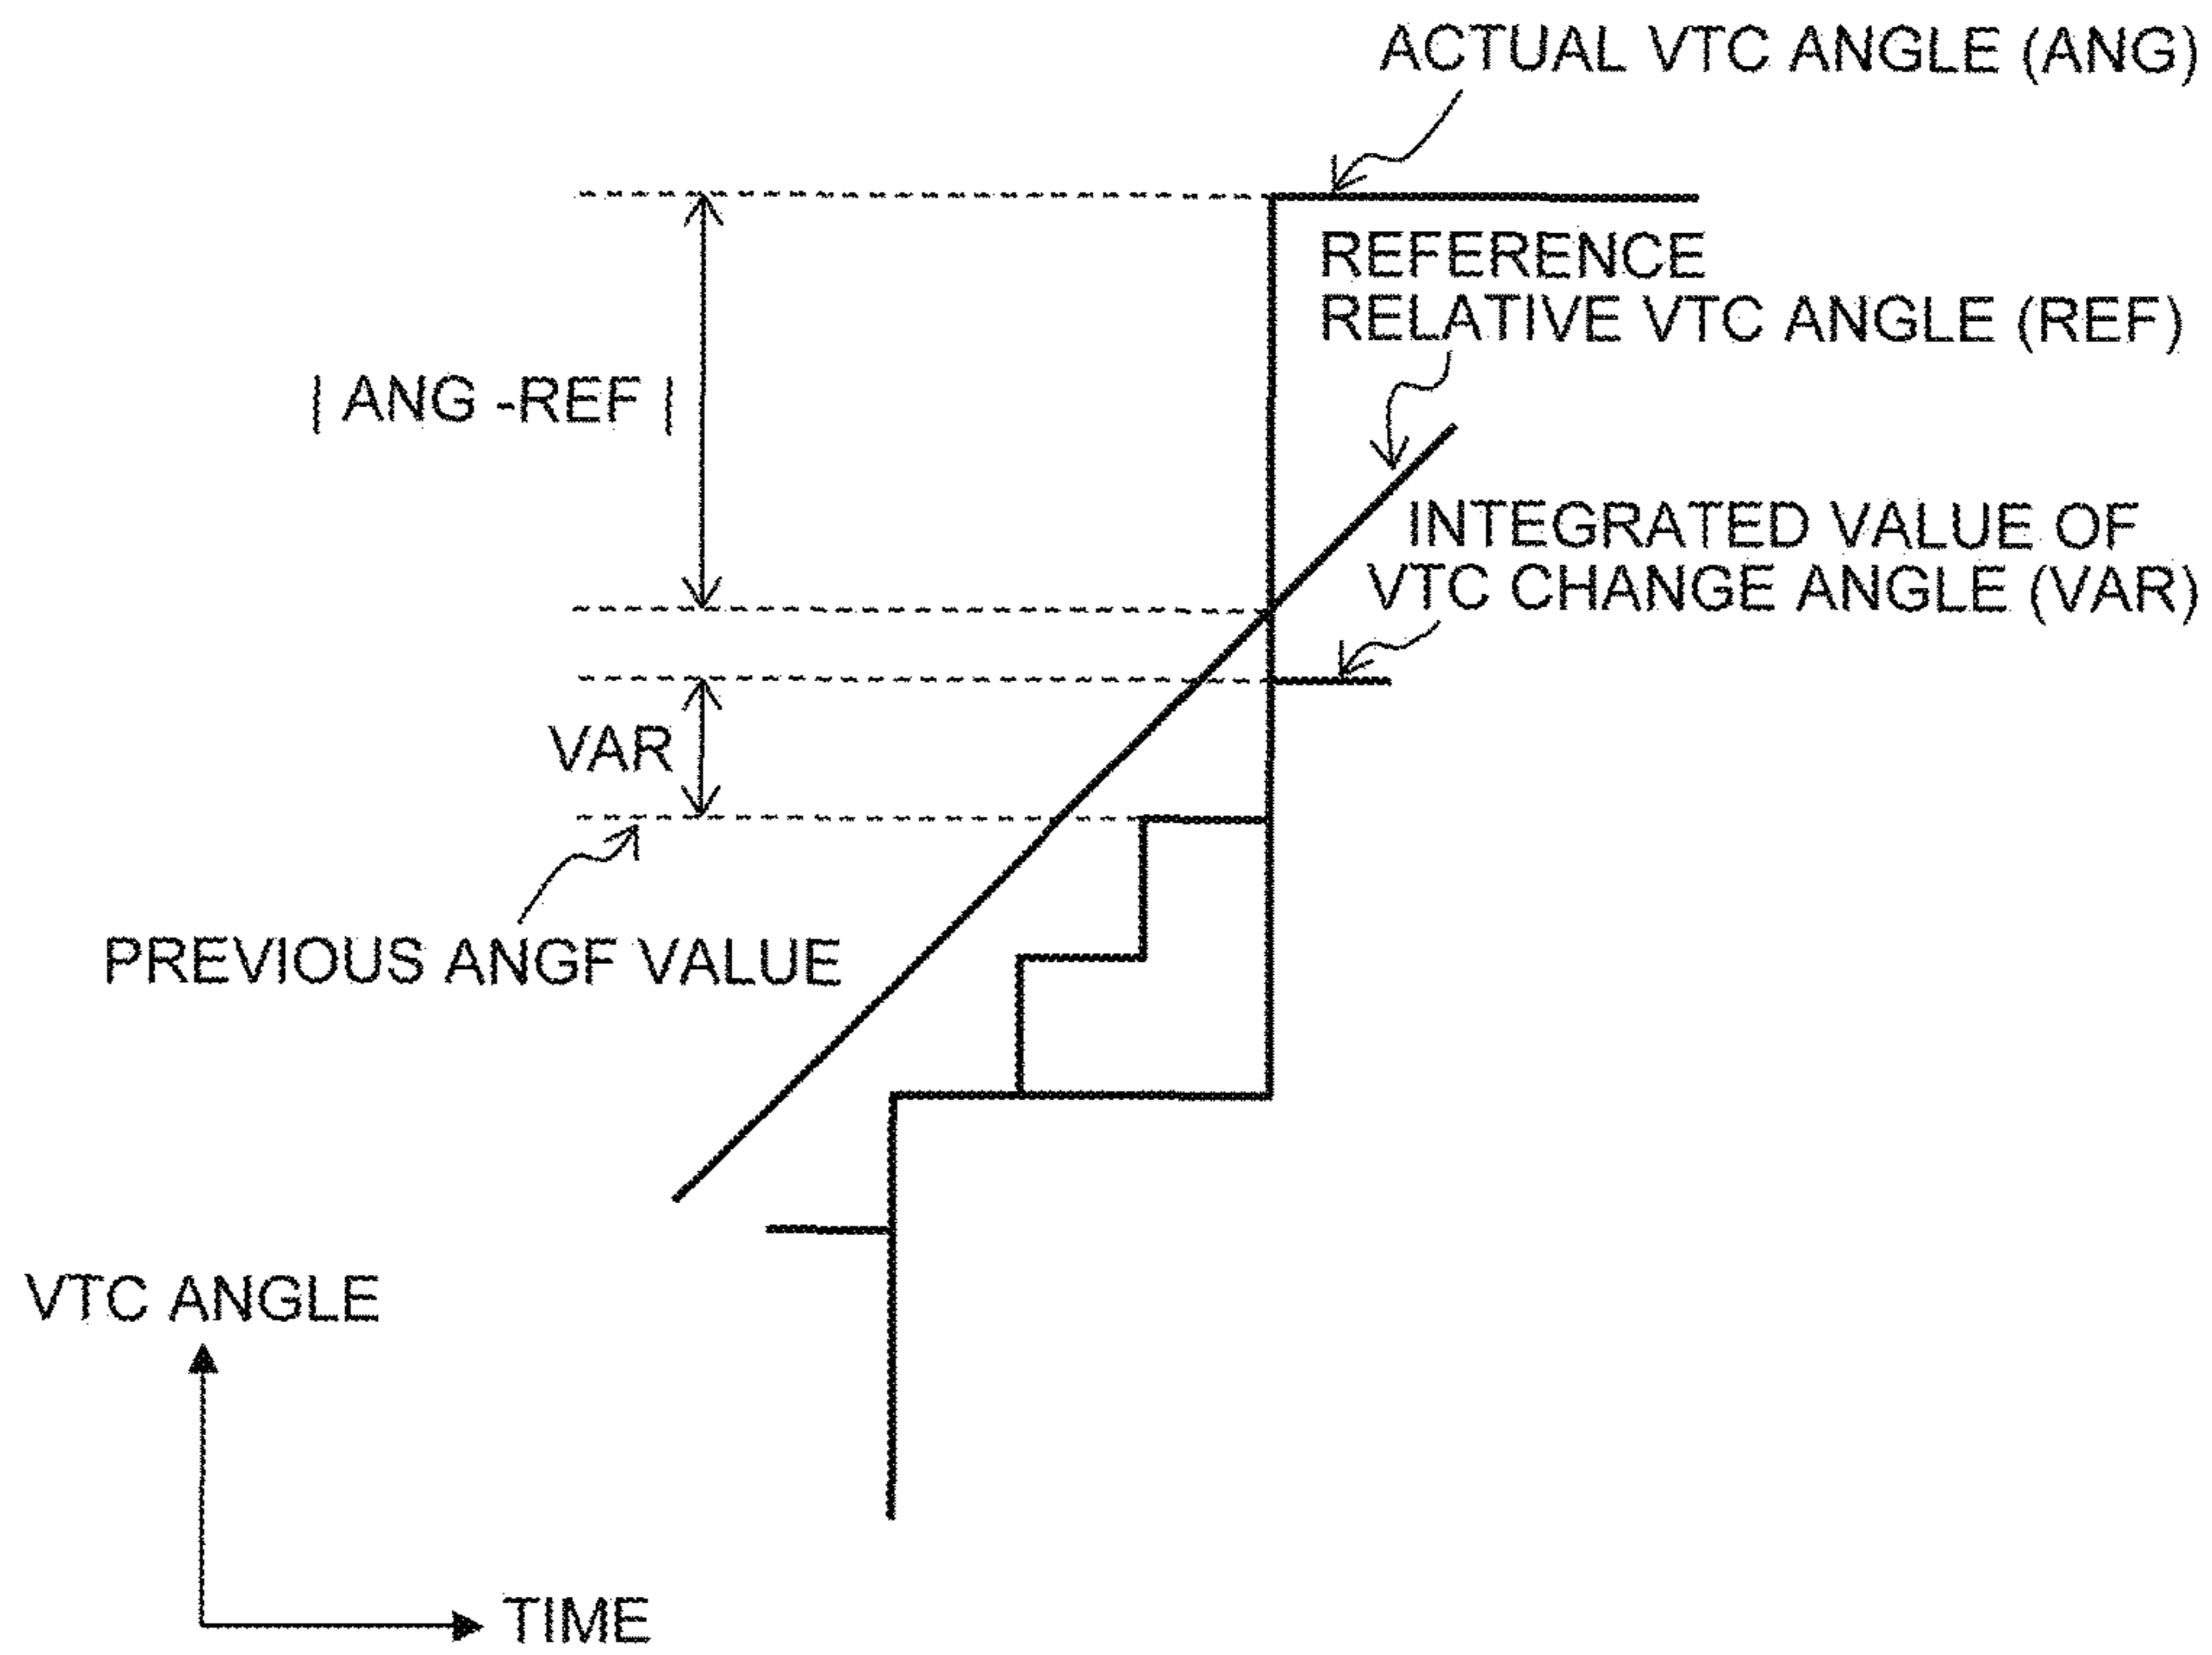 ACTUAL VTC ANGLE (ANG)
REFERENCE
RELATIVE VTC ANGLE (REF)
| ANG -REF |
INTEGRATED VALUE OF
VTC CHANGE ANGLE (VAR)
VAR
PREVIOUS ANGF VALUE
VTC ANGLE
TIME